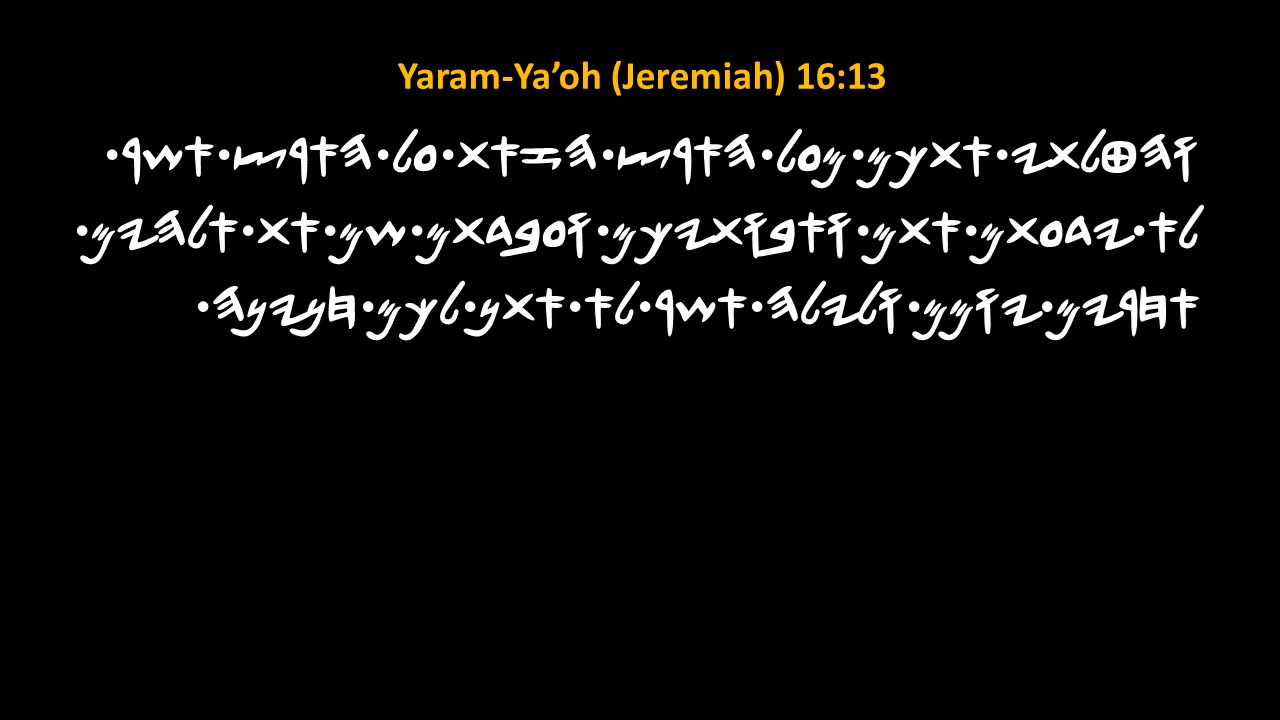 Yaram-Ya’oh (Jeremiah) 16:13
𐤅𐤄𐤈𐤋𐤕𐤉·𐤀𐤕𐤊𐤌·𐤌𐤏𐤋·𐤄𐤀𐤓𐤑·𐤄𐤆𐤀𐤕·𐤏𐤋·𐤄𐤀𐤓𐤑·𐤀𐤔𐤓·
𐤋𐤀·𐤉𐤃𐤏𐤕𐤌·𐤀𐤕𐤌·𐤅𐤀𐤁𐤅𐤕𐤉𐤊𐤌·𐤅𐤏𐤁𐤃𐤕𐤌·𐤔𐤌·𐤀𐤕·𐤀𐤋𐤄𐤉𐤌·
𐤀𐤇𐤓𐤉𐤌·𐤉𐤅𐤌𐤌·𐤅𐤋𐤉𐤋𐤄·𐤀𐤔𐤓·𐤋𐤀·𐤀𐤕𐤍·𐤋𐤊𐤌·𐤇𐤍𐤉𐤍𐤄·